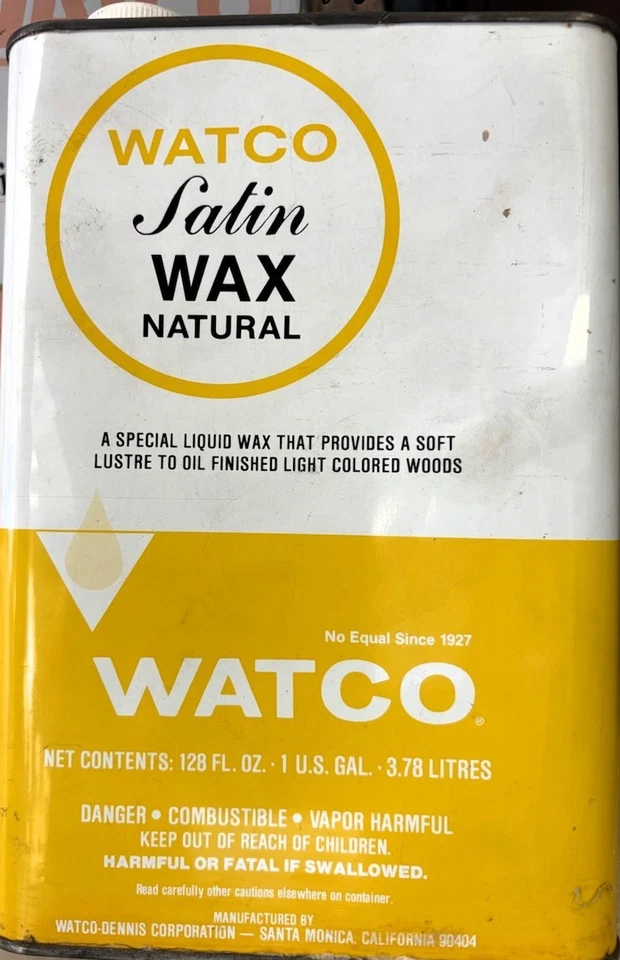 WATCO
Satin
WAX
NATURAL
A SPECIAL LIQUID WAX THAT PROVIDES A SOFT
LUSTRE TO OIL FINISHED LIGHT COLORED WOODS
No Equal Since 1927
WATCO®
NET CONTENTS: 128 FL. OZ. · 1 U.S. GAL. · 3.78 LITRES
DANGER • COMBUSTIBLE • VAPOR HARMFUL
KEEP OUT OF REACH OF CHILDREN.
HARMFUL OR FATAL IF SWALLOWED.
Read carefully other cautions elsewhere on container.
MANUFACTURED BY
WATCO-DENNIS CORPORATION — SANTA MONICA, CALIFORNIA 90404